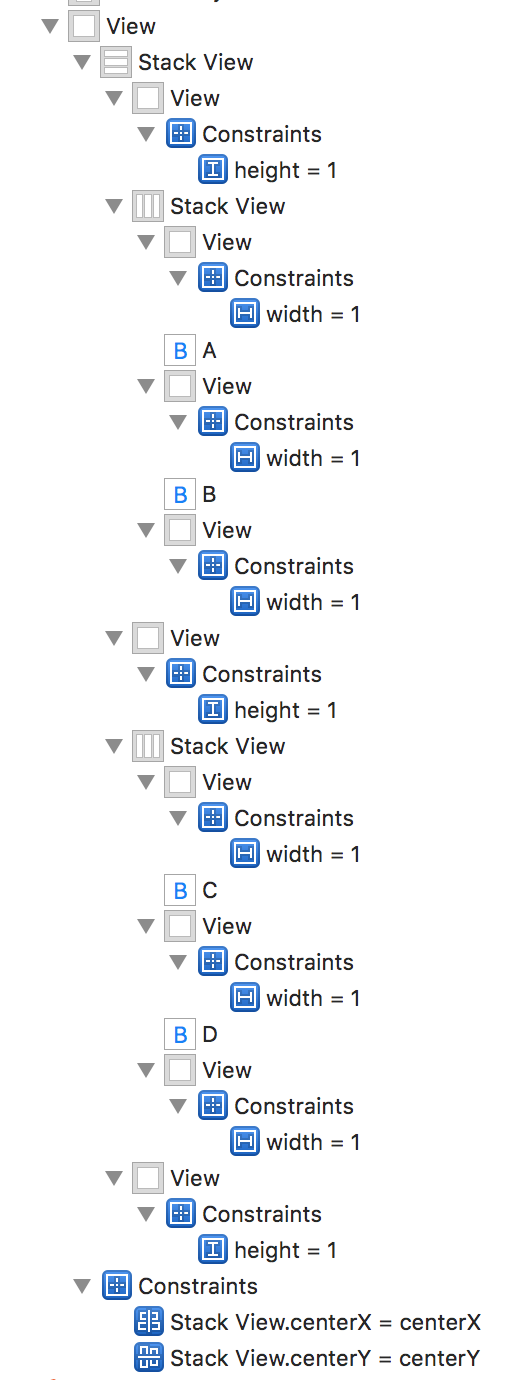 View
Stack View
View
Constraints
height = 1
Stack View
View
Constraints
width = 1
B A
View
Constraints
width = 1
B B
View
Constraints
width = 1
View
Constraints
height = 1
Stack View
View
Constraints
width = 1
B C
View
Constraints
width = 1
B D
View
Constraints
width = 1
View
Constraints
height = 1
Constraints
Stack View.centerX = centerX
Stack View.centerY = centerY